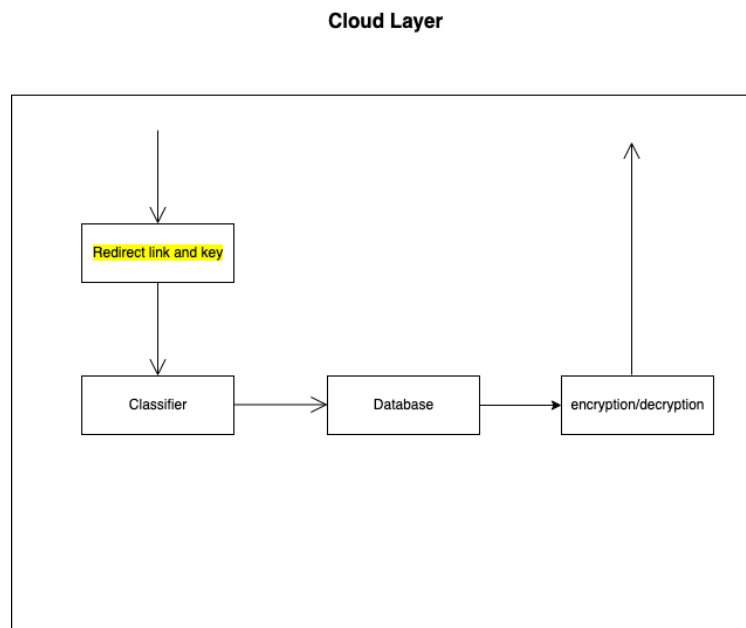 Cloud Layer
Redirect link and key
Classifier
Database
encryption/decryption